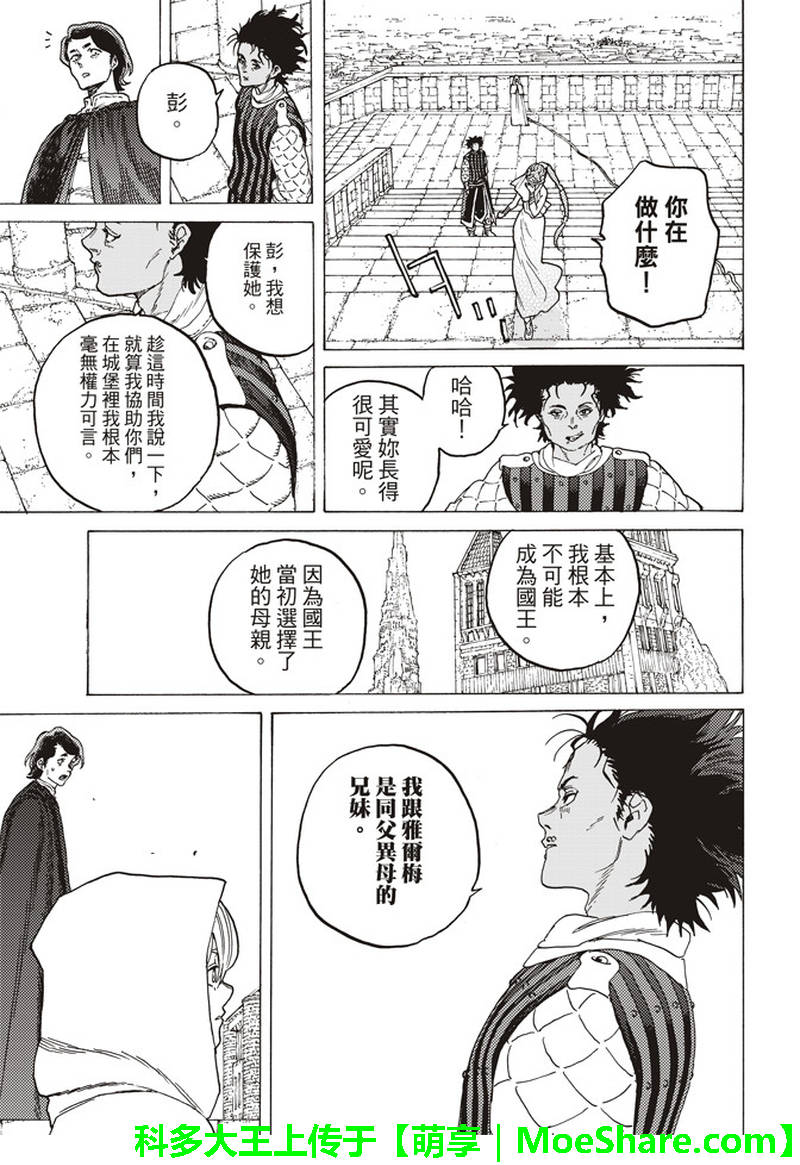 你在
做什麼！
彭。
哈哈！
其實妳長得
很可愛呢。
彭，我想
保護她。
趁這時間我說一下，
就算我協助你們，
在城堡裡我根本
毫無權力可言。
基本上，
我根本
不可能
成為國王。
因為國王
當初選擇了
她的母親。
我跟雅爾梅
是同父異母的
兄妹。
科多大王上传于【萌享 | MoeShare.com】